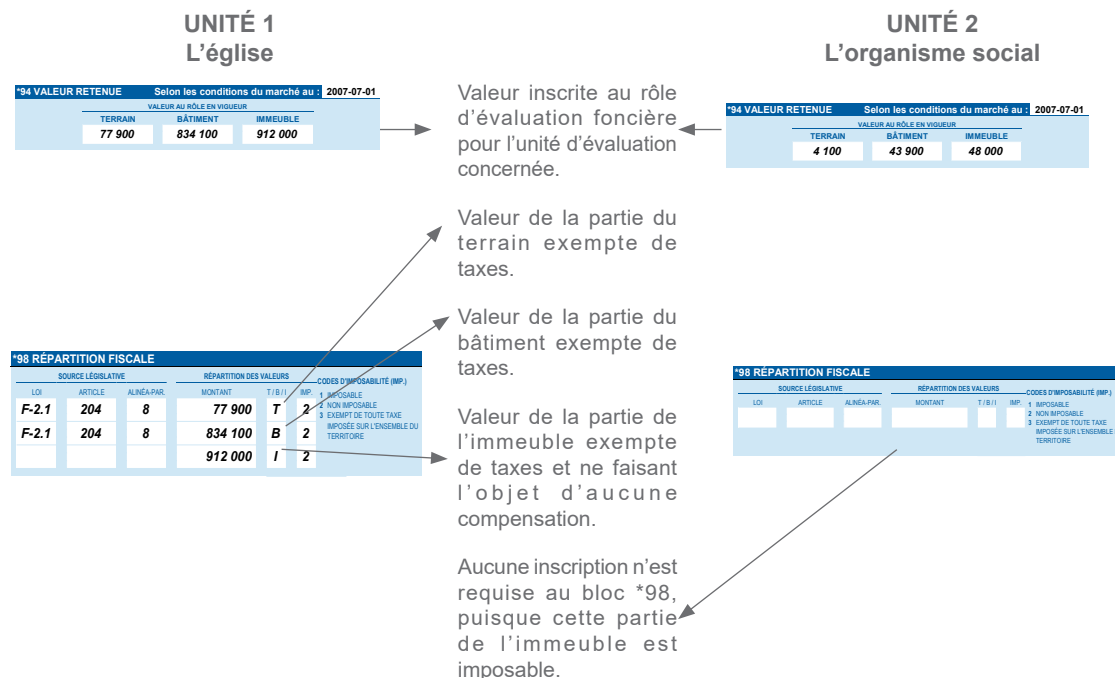 UNITÉ 1
L'église
*94 VALEUR RETENUE Selon les conditions du marché au : 2007-07-01
VALEUR AU RÔLE EN VIGUEUR
TERRAIN BÂTIMENT IMMEUBLE
77 900 834 100 912 000
UNITÉ 2
L'organisme social
*94 VALEUR RETENUE Selon les conditions du marché au : 2007-07-01
VALEUR AU RÔLE EN VIGUEUR
TERRAIN BÂTIMENT IMMEUBLE
4 100 43 900 48 000
Valeur inscrite au rôle
d'évaluation foncière
pour l'unité d'évaluation
concernée.
Valeur de la partie du
terrain exempte de
taxes.
Valeur de la partie du
bâtiment exempte de
taxes.
Valeur de la partie de
l'immeuble exempte
de taxes et ne faisant
l'objet d'aucune
compensation.
Aucune inscription n'est
requise au bloc *98,
puisque cette partie
de l'immeuble est
imposable.
*98 RÉPARTITION FISCALE
SOURCE LÉGISLATIVE RÉPARTITION DES VALEURS CODES D'IMPOSABILITÉ (IMP.)
LOI ARTICLE ALINÉA-PAR. MONTANT T / B / I IMP.
1 IMPOSABLE
2 NON IMPOSABLE
3 EXEMPT DE TOUTE TAXE
IMPOSÉE SUR L'ENSEMBLE DU
TERRITOIRE
F-2.1 204 8 77 900 T 2
F-2.1 204 8 834 100 B 2
912 000 I 2
*98 RÉPARTITION FISCALE
SOURCE LÉGISLATIVE RÉPARTITION DES VALEURS CODES D'IMPOSABILITÉ (IMP.)
LOI ARTICLE ALINÉA-PAR. MONTANT T / B / I IMP.
1 IMPOSABLE
2 NON IMPOSABLE
3 EXEMPT DE TOUTE TAXE
IMPOSÉE SUR L'ENSEMBLE
TERRITOIRE